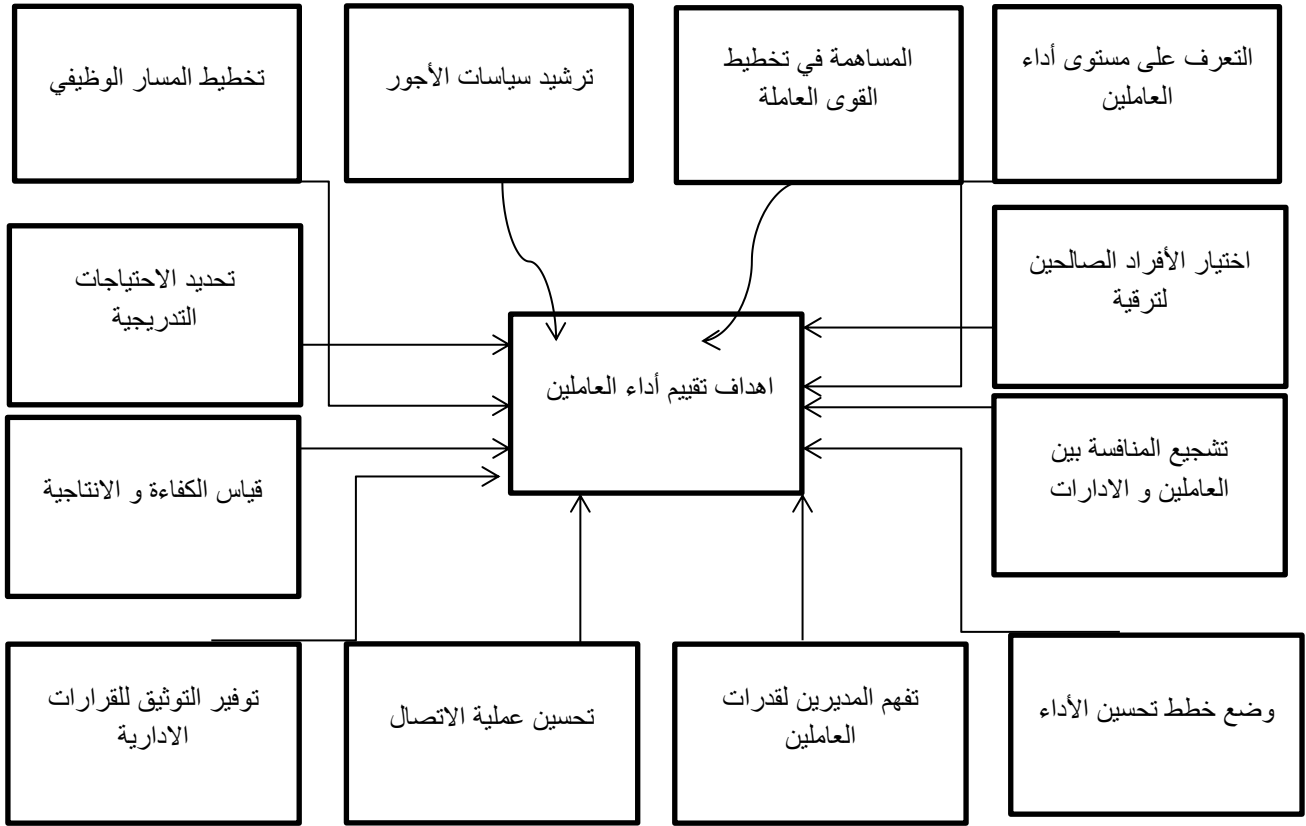 التعرف على مستوى أداء
العاملين
المساهمة في تخطيط
القوى العاملة
ترشيد سياسات الأجور
تخطيط المسار الوظيفي
اختيار الأفراد الصالحين
لترقية
تحديد الاحتياجات
التدريجية
اهداف تقييم أداء العاملين
تشجيع المنافسة بين
العاملين و الادارات
قياس الكفاءة و الانتاجية
وضع خطط تحسين الأداء
تفهم المديرين لقدرات
العاملين
تحسين عملية الاتصال
توفير التوثيق للقرارات
الادارية